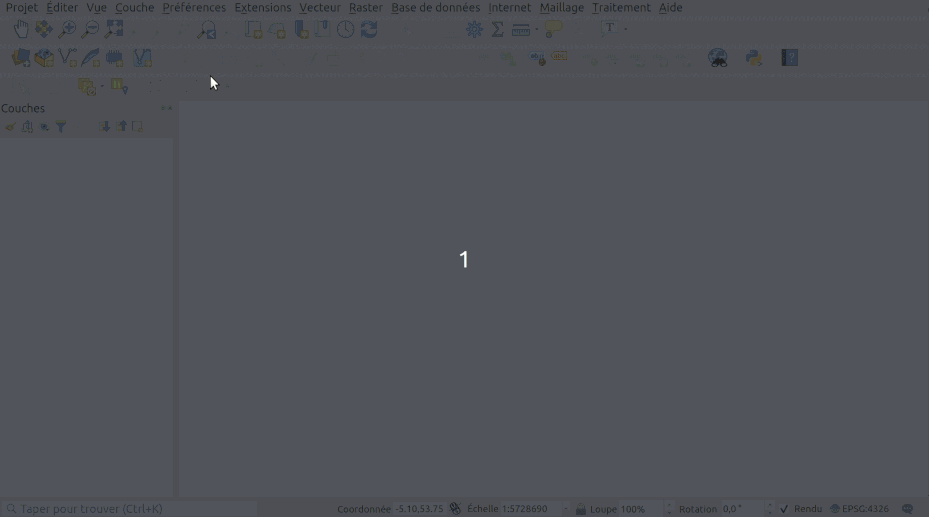 Projet Éditer Vue Couche Préférences Extensions Vecteur Raster Base de données Internet Maillage Traitement Aide
Couches
1
Taper pour trouver (Ctrl+K) Coordonnée -5.10,53.75 Échelle 1:5728690 Loupe 100% Rotation 0,0 ° Rendu EPSG:4326